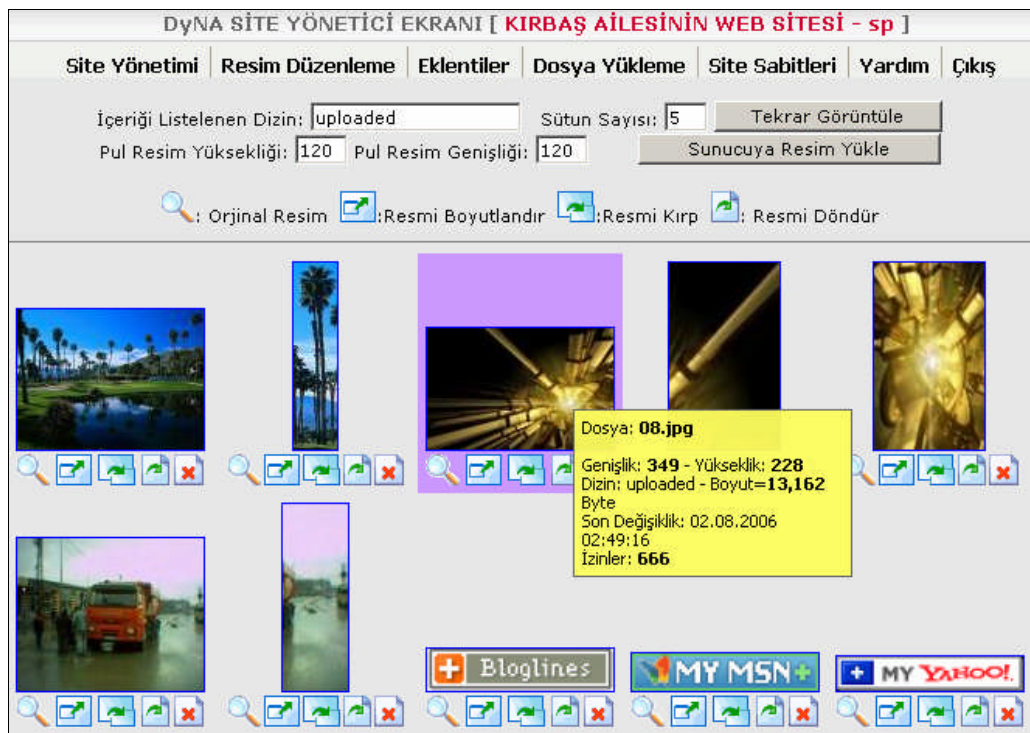 DyNA SİTE YÖNETİCİ EKRANI [ KIRBAŞ AİLESİNİN WEB SİTESİ - sp ]
Site Yönetimi Resim Düzenleme Eklentiler Dosya Yükleme Site Sabitleri Yardım Çıkış
İçeriği Listelenen Dizin: uploaded Sütun Sayısı: 5 Tekrar Görüntüle
Pul Resim Yüksekliği: 120 Pul Resim Genişliği: 120 Sunucuya Resim Yükle
: Orjinal Resim :Resmi Boyutlandır :Resmi Kırp : Resmi Döndür
Dosya: 08.jpg
Genişlik: 349 - Yükseklik: 228
Dizin: uploaded - Boyut=13,162
Byte
Son Değişiklik: 02.08.2006
02:49:16
İzinler: 666
Bloglines MY MSN+ + MY YAHOO!